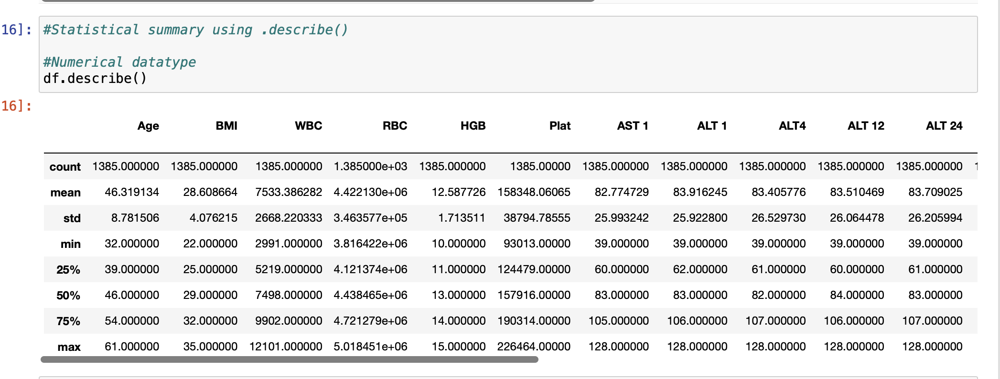 16]: #Statistical summary using .describe()
#Numerical datatype
df.describe()
16]:
Age BMI WBC RBC HGB Plat AST 1 ALT 1 ALT4 ALT 12 ALT 24
count 1385.000000 1385.000000 1385.000000 1.385000e+03 1385.000000 1385.00000 1385.000000 1385.000000 1385.000000 1385.000000 1385.000000 1
mean 46.319134 28.608664 7533.386282 4.422130e+06 12.587726 158348.06065 82.774729 83.916245 83.405776 83.510469 83.709025
std 8.781506 4.076215 2668.220333 3.463577e+05 1.713511 38794.78555 25.993242 25.922800 26.529730 26.064478 26.205994
min 32.000000 22.000000 2991.000000 3.816422e+06 10.000000 93013.00000 39.000000 39.000000 39.000000 39.000000 39.000000
25% 39.000000 25.000000 5219.000000 4.121374e+06 11.000000 124479.00000 60.000000 62.000000 61.000000 60.000000 61.000000
50% 46.000000 29.000000 7498.000000 4.438465e+06 13.000000 157916.00000 83.000000 83.000000 82.000000 84.000000 83.000000
75% 54.000000 32.000000 9902.000000 4.721279e+06 14.000000 190314.00000 105.000000 106.000000 107.000000 106.000000 107.000000
max 61.000000 35.000000 12101.000000 5.018451e+06 15.000000 226464.00000 128.000000 128.000000 128.000000 128.000000 128.000000